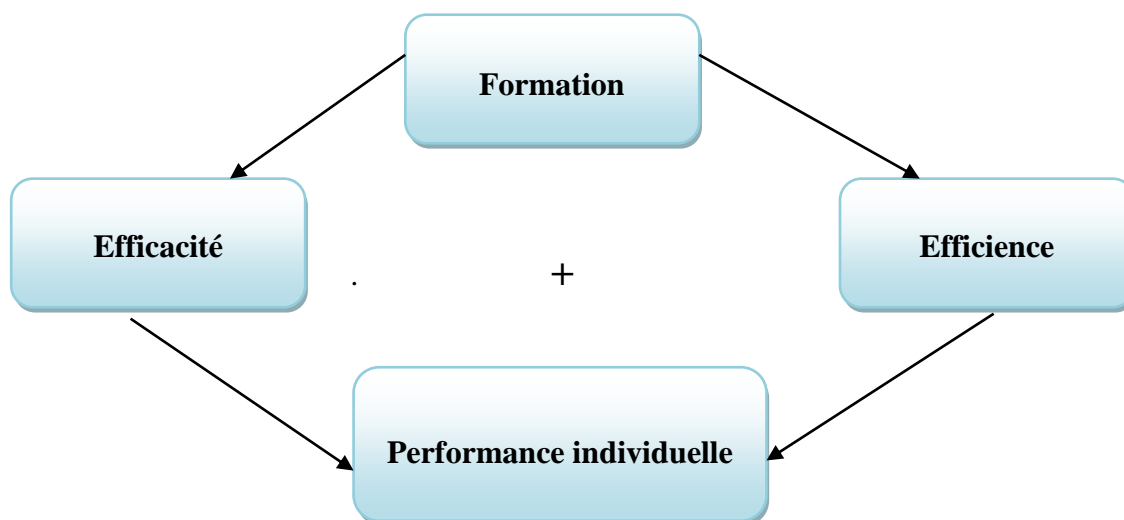 Formation
Efficacité
Efficience
. +
Performance individuelle